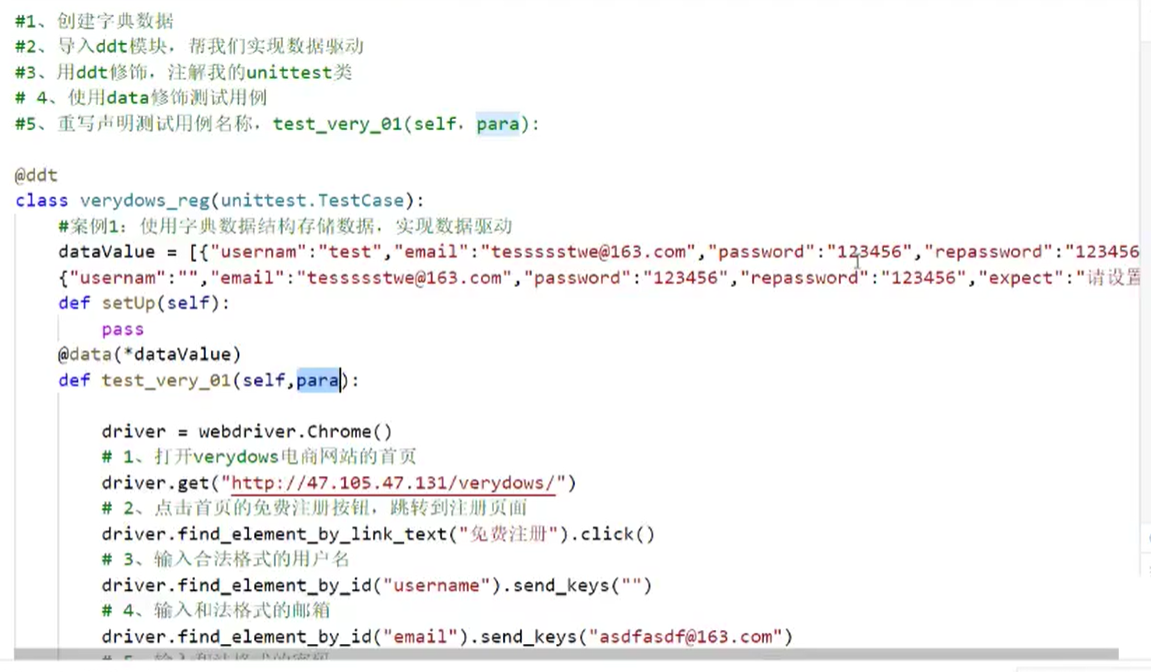 #1、创建字典数据
#2、导入ddt模块，帮我们实现数据驱动
#3、用ddt修饰，注解我的unittest类
# 4、使用data修饰测试用例
#5、重写声明测试用例名称，test_very_01(self，para):
@ddt
class verydows_reg(unittest.TestCase):
#案例1：使用字典数据结构存储数据，实现数据驱动
dataValue = [{"usernam":"test","email":"tesssssstwe@163.com","password":"123456","repassword":"123456
{"usernam":"","email":"tesssssstwe@163.com","password":"123456","repassword":"123456","expect":"请设置
def setUp(self):
pass
@data(*dataValue)
def test_very_01(self,para):
driver = webdriver.Chrome()
# 1、打开verydows电商网站的首页
driver.get("http://47.105.47.131/verydows/")
# 2、点击首页的免费注册按钮，跳转到注册页面
driver.find_element_by_link_text("免费注册").click()
# 3、输入合法格式的用户名
driver.find_element_by_id("username").send_keys("")
# 4、输入和法格式的邮箱
driver.find_element_by_id("email").send_keys("asdfasdf@163.com")